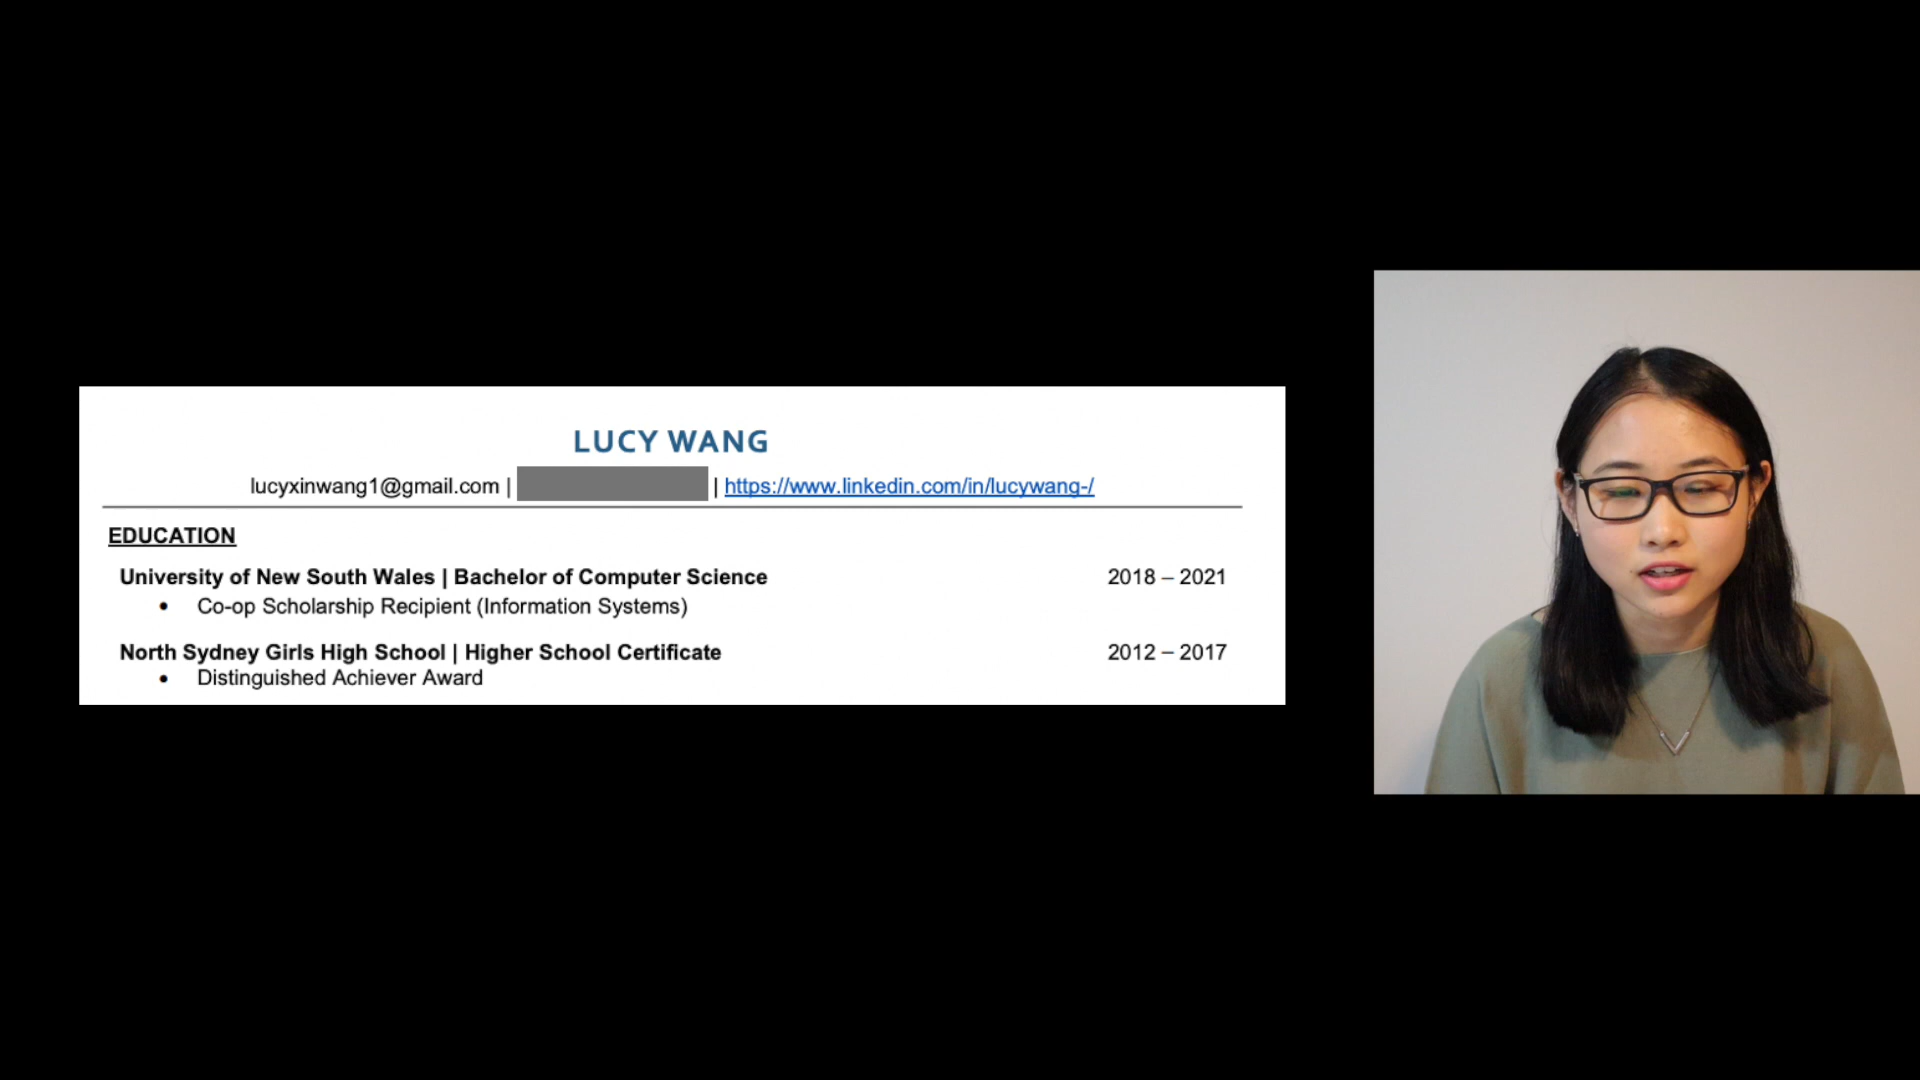 LUCY WANG
lucyxinwang1@gmail.com | | https://www.linkedin.com/in/lucywang-/
EDUCATION
University of New South Wales | Bachelor of Computer Science 2018 – 2021
• Co-op Scholarship Recipient (Information Systems)
North Sydney Girls High School | Higher School Certificate 2012 – 2017
• Distinguished Achiever Award